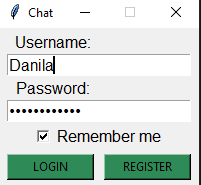 Chat
Username:
Danila
Password:
••••••••••••
Remember me
LOGIN REGISTER